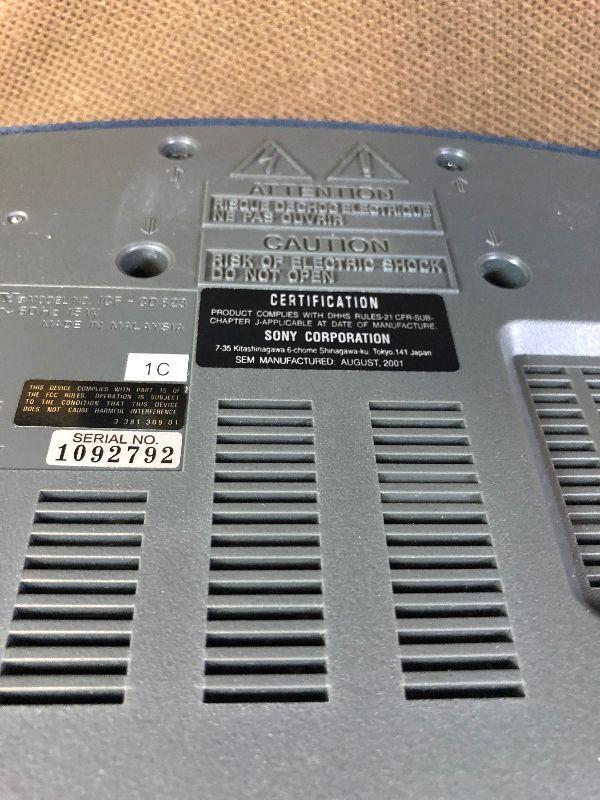 ATTENTION
RISQUE DE CHOC ELECTRIQUE
NE PAS OUVRIR
CAUTION
RISK OF ELECTRIC SHOCK
DO NOT OPEN
MODEL NO. ICF-CD823
~ 60Hz 15W
MADE IN MALAYSIA
CERTIFICATION
PRODUCT COMPLIES WITH DHHS RULES-21 CFR-SUB-
CHAPTER J-APPLICABLE AT DATE OF MANUFACTURE.
SONY CORPORATION
7-35 Kitashinagawa 6-chome Shinagawa-ku. Tokyo.141 Japan
SEM MANUFACTURED: AUGUST, 2001
1C
THIS DEVICE COMPLIES WITH PART 15 OF
THE FCC RULES. OPERATION IS SUBJECT
TO THE CONDITION THAT THIS DEVICE
DOES NOT CAUSE HARMFUL INTERFERENCE.
3-381-309-01
SERIAL NO.
1092792